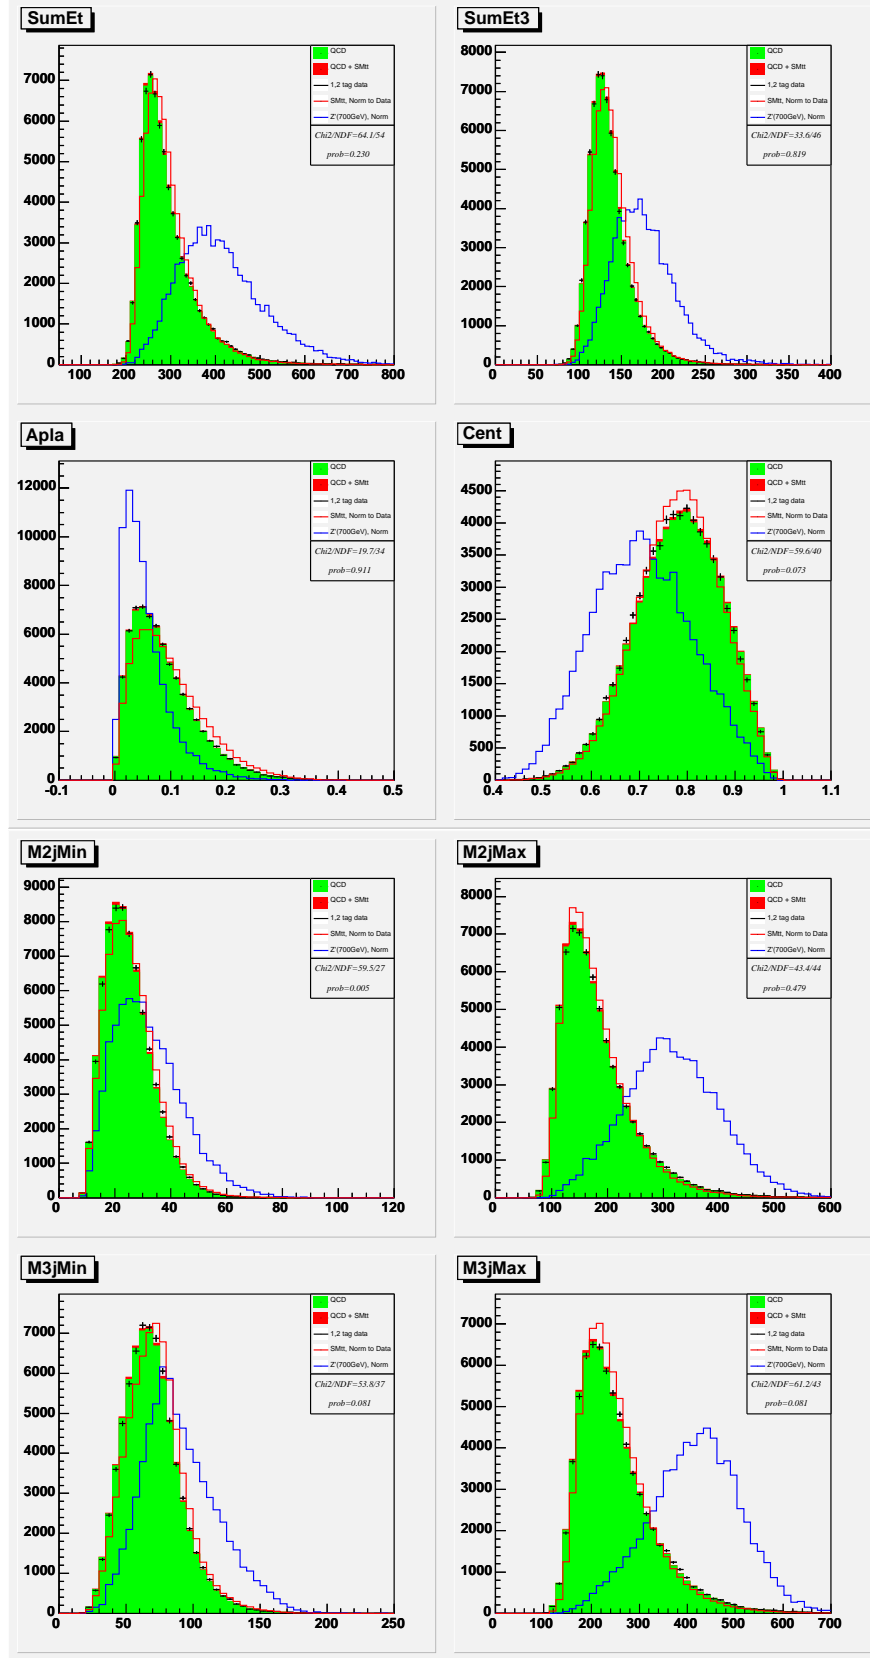 SumEt
7000
6000
5000
4000
3000
2000
1000
0
100 200 300 400 500 600 700 800
QCD
QCD + SMtt
1,2 tag data
SMtt, Norm to Data
Z'(700GeV), Norm
Chi2/NDF=64.1/54
prob=0.230
SumEt3
8000
7000
6000
5000
4000
3000
2000
1000
0
0 50 100 150 200 250 300 350 400
QCD
QCD + SMtt
1,2 tag data
SMtt, Norm to Data
Z'(700GeV), Norm
Chi2/NDF=33.6/46
prob=0.819
Apla
12000
10000
8000
6000
4000
2000
0
-0.1 0 0.1 0.2 0.3 0.4 0.5
QCD
QCD + SMtt
1,2 tag data
SMtt, Norm to Data
Z'(700GeV), Norm
Chi2/NDF=19.7/34
prob=0.911
Cent
4500
4000
3500
3000
2500
2000
1500
1000
500
0
0.4 0.5 0.6 0.7 0.8 0.9 1 1.1
QCD
QCD + SMtt
1,2 tag data
SMtt, Norm to Data
Z'(700GeV), Norm
Chi2/NDF=59.6/40
prob=0.073
M2jMin
9000
8000
7000
6000
5000
4000
3000
2000
1000
0
0 20 40 60 80 100 120
QCD
QCD + SMtt
1,2 tag data
SMtt, Norm to Data
Z'(700GeV), Norm
Chi2/NDF=59.5/27
prob=0.005
M2jMax
8000
7000
6000
5000
4000
3000
2000
1000
0
0 100 200 300 400 500 600
QCD
QCD + SMtt
1,2 tag data
SMtt, Norm to Data
Z'(700GeV), Norm
Chi2/NDF=43.4/44
prob=0.479
M3jMin
7000
6000
5000
4000
3000
2000
1000
0
0 50 100 150 200 250
QCD
QCD + SMtt
1,2 tag data
SMtt, Norm to Data
Z'(700GeV), Norm
Chi2/NDF=53.8/37
prob=0.081
M3jMax
7000
6000
5000
4000
3000
2000
1000
0
0 100 200 300 400 500 600 700
QCD
QCD + SMtt
1,2 tag data
SMtt, Norm to Data
Z'(700GeV), Norm
Chi2/NDF=61.2/43
prob=0.081